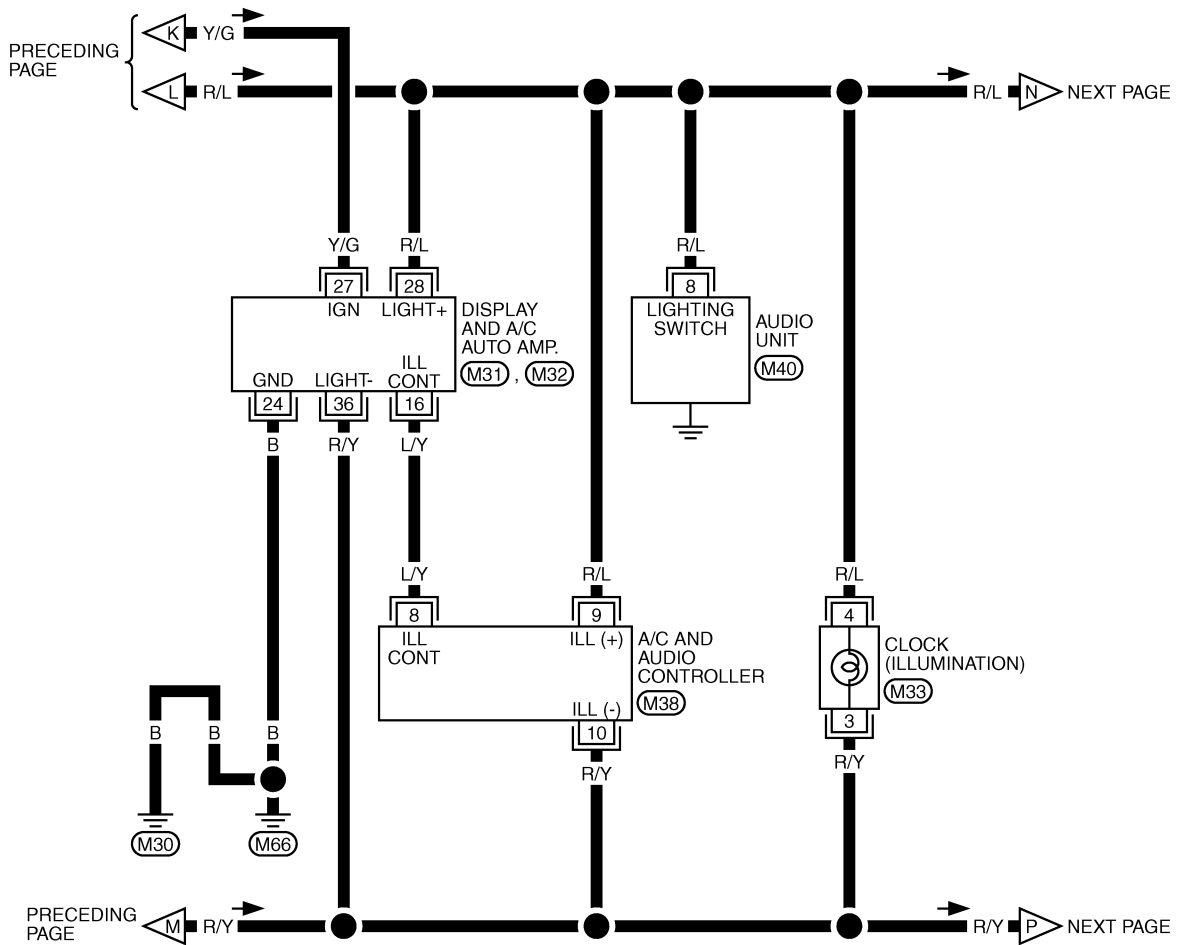 K Y/G
PRECEDING
PAGE
L R/L
R/L N NEXT PAGE
Y/G R/L R/L
27 28 8
IGN LIGHT+
DISPLAY
AND A/C
AUTO AMP.
M31 , M32
LIGHTING
SWITCH
AUDIO
UNIT
M40
GND LIGHT- ILL
CONT
24 36 16
B R/Y L/Y
L/Y R/L R/L
8 9 4
ILL
CONT
ILL (+)
A/C AND
AUDIO
CONTROLLER
M38
ILL (-)
10
R/Y
CLOCK
(ILLUMINATION)
M33
3
R/Y
B B B
M30 M66
PRECEDING
PAGE
M R/Y
R/Y P NEXT PAGE